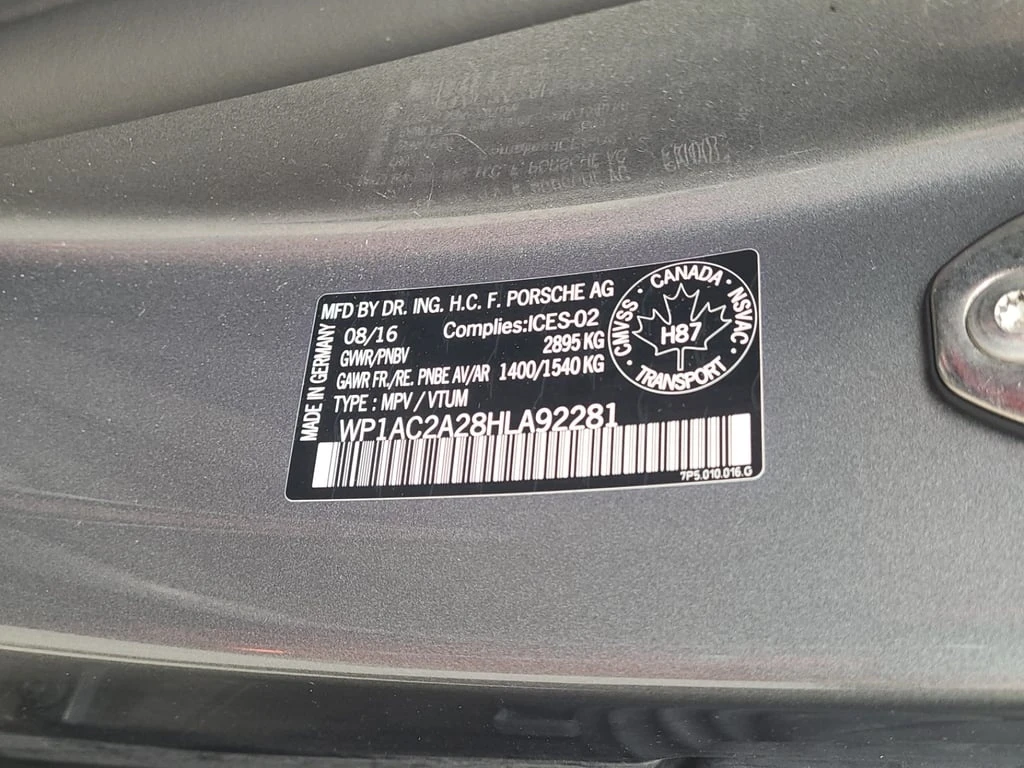 MFD BY DR. ING. H.C. F. PORSCHE AG
08/16 Complies:ICES-02
GWWR/PNBV 2895 KG
GAWR FR./RE. PNBE AV/AR 1400/1540 KG
TYPE : MPV / VTUM
WP1AC2A28HLA92281
7P5.010.016.G
MADE IN GERMANY
CMVSS · CANADA · NSVAC · TRANSPORT ·
H87